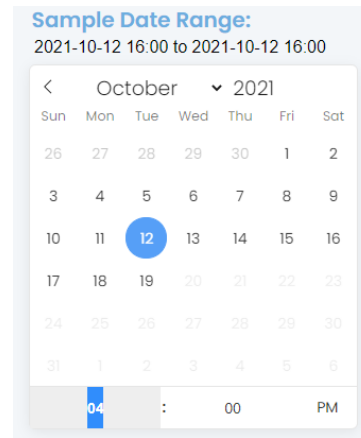 Sample Date Range:
2021-10-12 16:00 to 2021-10-12 16:00
October 2021
Sun Mon Tue Wed Thu Fri Sat
26 27 28 29 30 1 2
3 4 5 6 7 8 9
10 11 12 13 14 15 16
17 18 19 20 21 22 23
24 25 26 27 28 29 30
31 1 2 3 4 5 6
04 : 00 PM